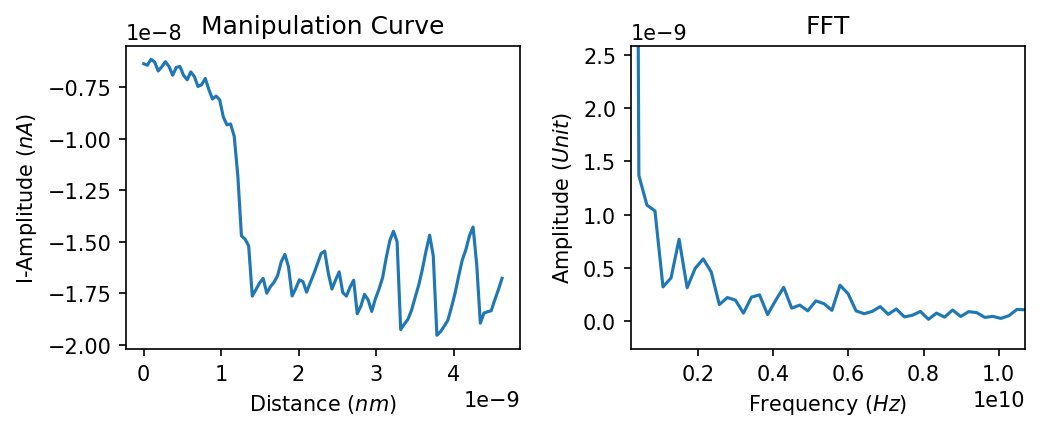 Manipulation Curve
1e−8
−0.75
−1.00
−1.25
−1.50
−1.75
−2.00
I-Amplitude (nA)
0 1 2 3 4
1e−9
Distance (nm)
FFT
1e−9
2.5
2.0
1.5
1.0
0.5
0.0
Amplitude (Unit)
0.2 0.4 0.6 0.8 1.0
1e10
Frequency (Hz)